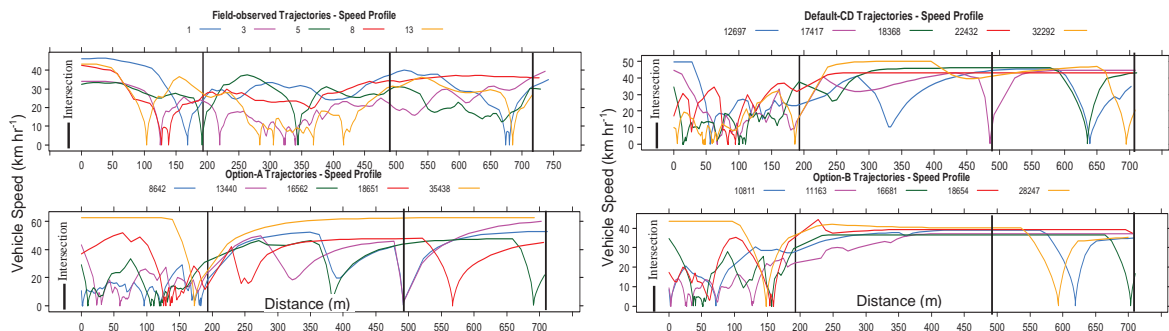 Field-observed Trajectories - Speed Profile
1 3 5 8 13
40
30
20
10
0
Intersection
0 50 100 150 200 250 300 350 400 450 500 550 600 650 700 750
Default-CD Trajectories - Speed Profile
12697 17417 18368 22432 32292
50
40
30
20
10
0
Intersection
0 50 100 150 200 250 300 350 400 450 500 550 600 650 700
Vehicle Speed (km hr⁻¹)
Option-A Trajectories - Speed Profile
8642 13440 16562 18651 35438
60
40
20
0
Intersection
Distance (m)
0 50 100 150 200 250 300 350 400 450 500 550 600 650 700
Vehicle Speed (km hr⁻¹)
Option-B Trajectories - Speed Profile
10811 11163 16681 18654 28247
40
30
20
10
0
Intersection
Distance (m)
0 50 100 150 200 250 300 350 400 450 500 550 600 650 700